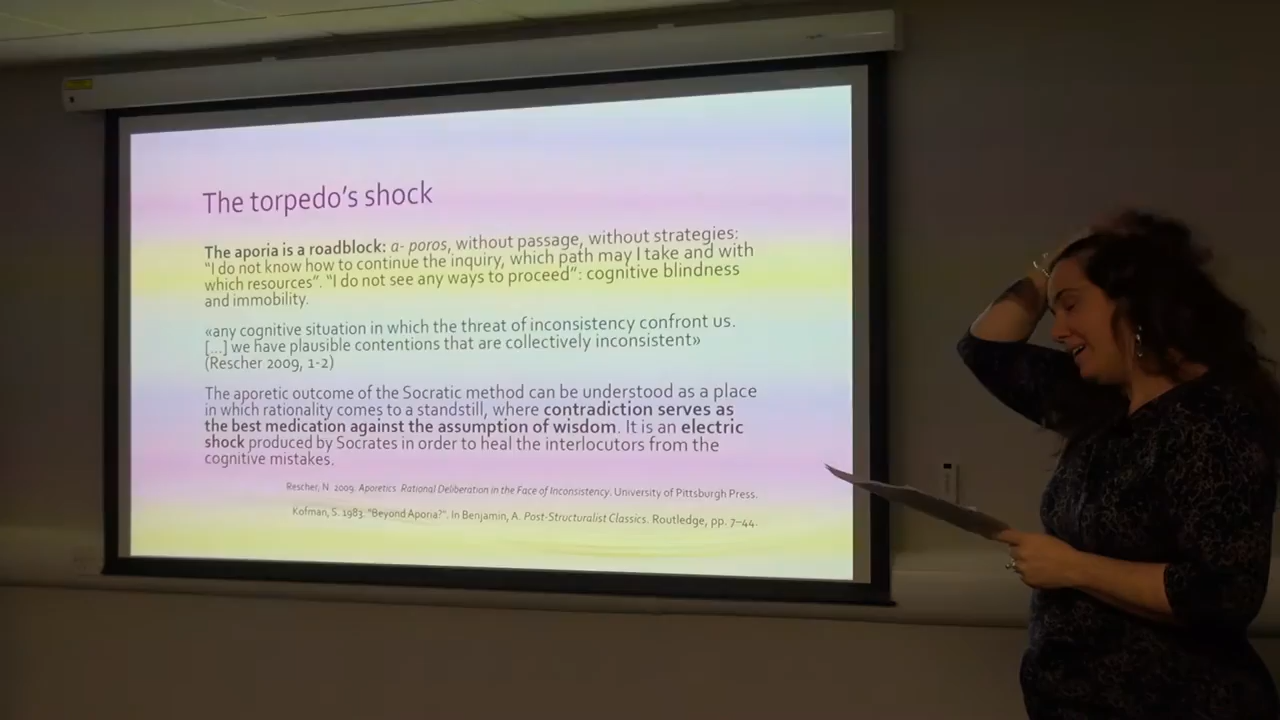 The torpedo's shock
The aporia is a roadblock: a- poros, without passage, without strategies:
"I do not know how to continue the inquiry, which path may I take and with
which resources". "I do not see any ways to proceed": cognitive blindness
and immobility.
«any cognitive situation in which the threat of inconsistency confront us.
[...] we have plausible contentions that are collectively inconsistent»
(Rescher 2009, 1-2)
The aporetic outcome of the Socratic method can be understood as a place
in which rationality comes to a standstill, where contradiction serves as
the best medication against the assumption of wisdom. It is an electric
shock produced by Socrates in order to heal the interlocutors from the
cognitive mistakes.
Rescher, N. 2009. Aporetics. Rational Deliberation in the Face of Inconsistency. University of Pittsburgh Press.
Kofman, S. 1983. "Beyond Aporia?". In Benjamin, A. Post-Structuralist Classics. Routledge, pp. 7–44.